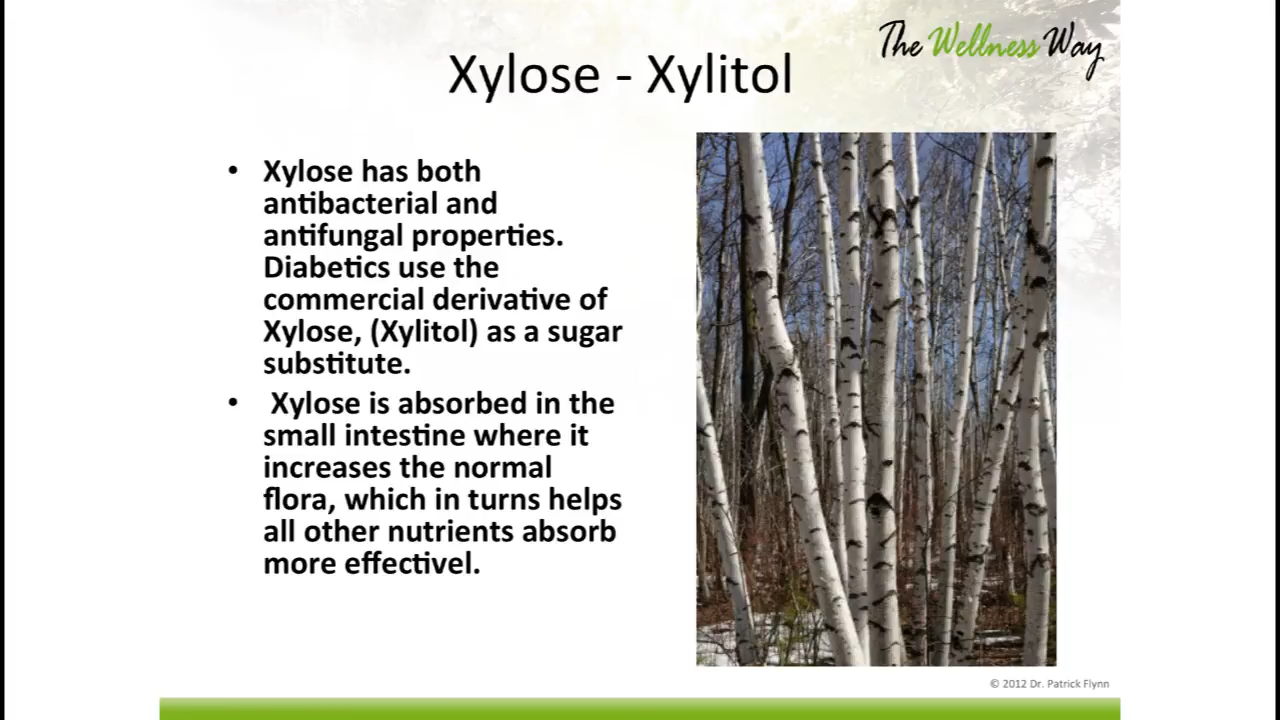 The Wellness Way
Xylose - Xylitol
• Xylose has both
antibacterial and
antifungal properties.
Diabetics use the
commercial derivative of
Xylose, (Xylitol) as a sugar
substitute.
• Xylose is absorbed in the
small intestine where it
increases the normal
flora, which in turns helps
all other nutrients absorb
more effectivel.
© 2012 Dr. Patrick Flynn